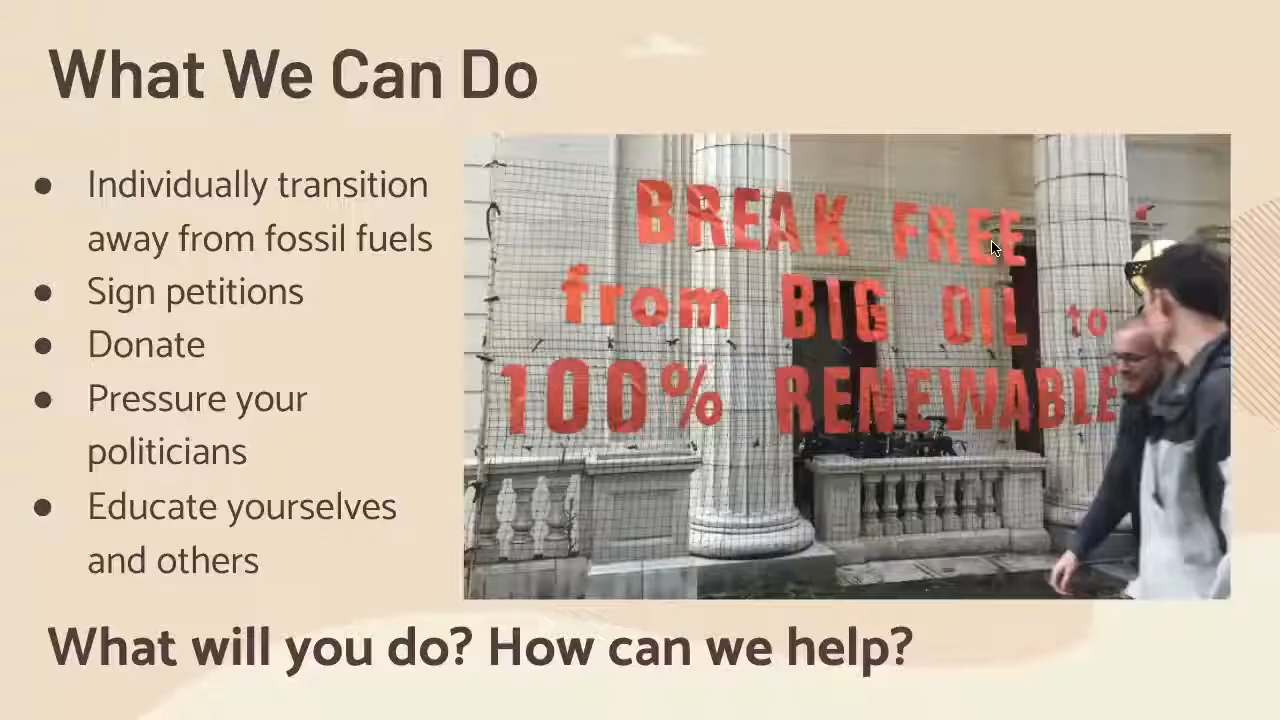 What We Can Do
Individually transition
away from fossil fuels
Sign petitions
Donate
Pressure your
politicians
Educate yourselves
and others
BREAK FREE
from BIG OIL to
100% RENEWABLE
What will you do? How can we help?